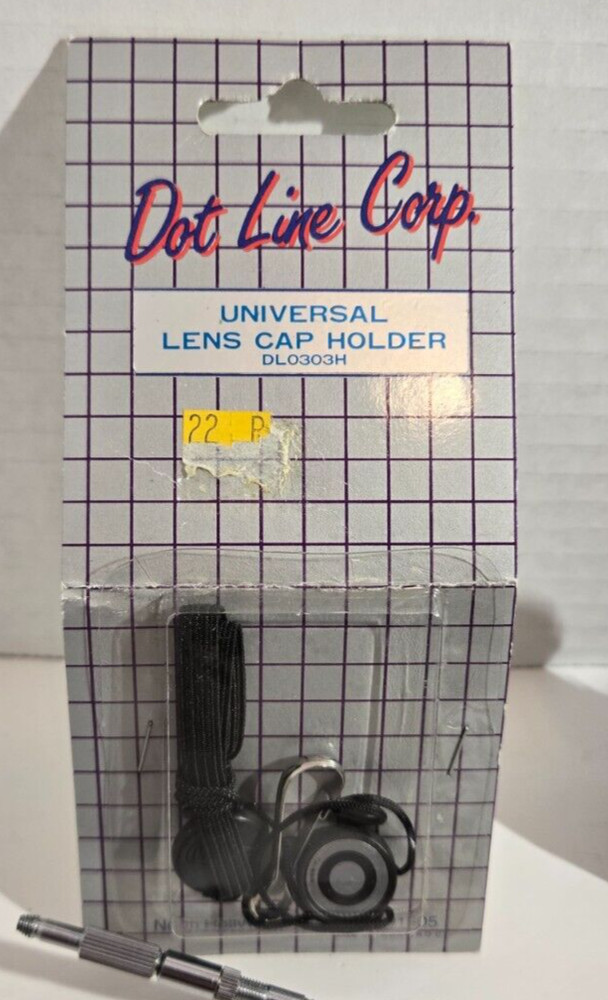 Dot Line Corp.
UNIVERSAL
LENS CAP HOLDER
DL0303H
22 P